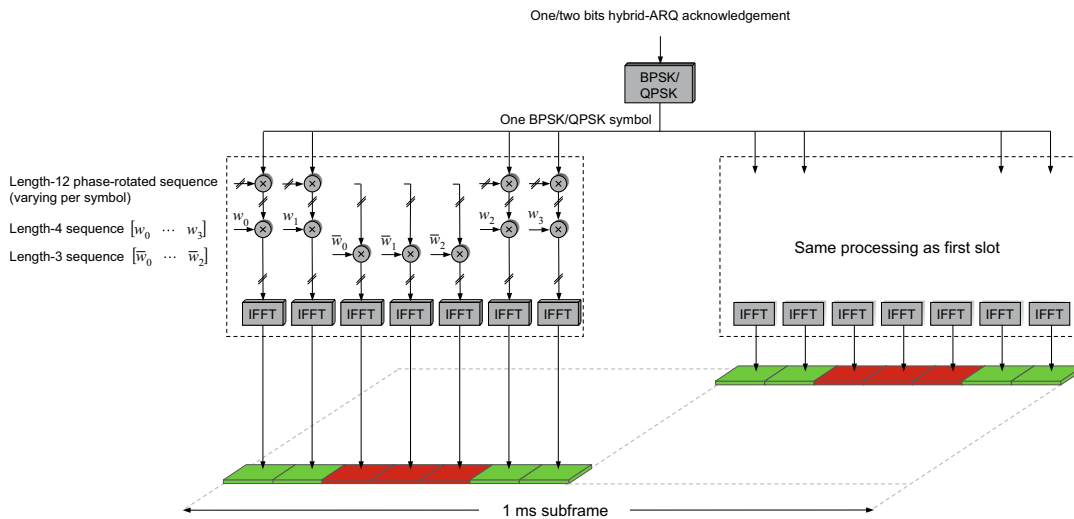 One/two bits hybrid-ARQ acknowledgement
BPSK/
QPSK
One BPSK/QPSK symbol
Length-12 phase-rotated sequence
(varying per symbol)
Length-4 sequence [w₀ ⋯ w₃]
Length-3 sequence [w̅₀ ⋯ w̅₂]
w₀ w₁ w₂ w₃
w̅₀ w̅₁ w̅₂
Same processing as first slot
IFFT IFFT IFFT IFFT IFFT IFFT IFFT
IFFT IFFT IFFT IFFT IFFT IFFT IFFT
1 ms subframe